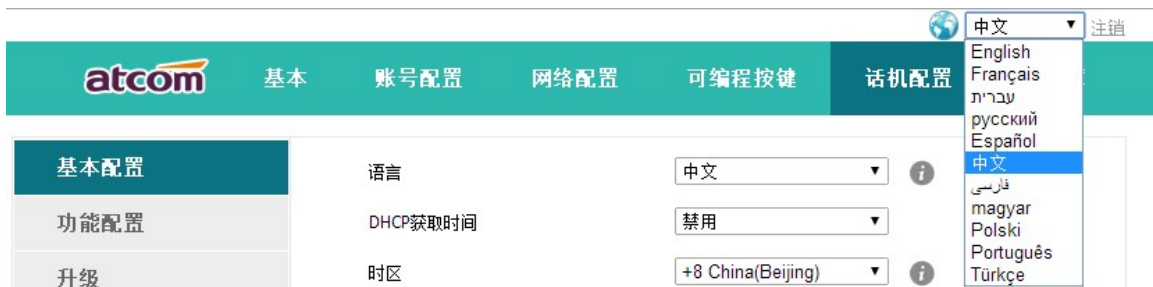 中文 注销
English
Français
עברית
русский
Español
中文
فارسی
magyar
Polski
Português
Türkçe
atcom 基本 账号配置 网络配置 可编程按键 话机配置
基本配置
功能配置
升级
语言 中文
DHCP获取时间 禁用
时区 +8 China(Beijing)